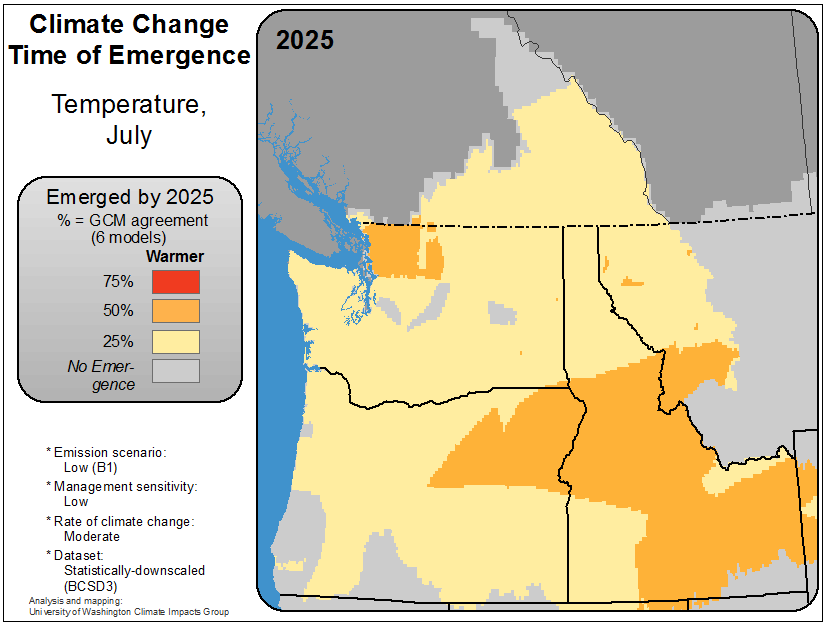 Climate Change
Time of Emergence
Temperature,
July
2025
Emerged by 2025
% = GCM agreement
(6 models)
Warmer
75%
50%
25%
No Emer-
gence
* Emission scenario:
Low (B1)
* Management sensitivity:
Low
* Rate of climate change:
Moderate
* Dataset:
Statistically-downscaled
(BCSD3)
Analysis and mapping:
University of Washington Climate Impacts Group